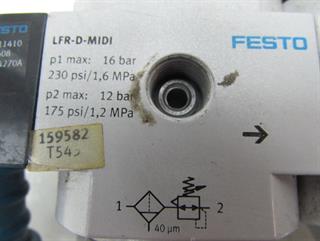 LFR-D-MIDI
FESTO
p1 max: 16 bar
230 psi/1,6 MPa
p2 max: 12 bar
175 psi/1,2 MPa
159582
1
2
40 µm